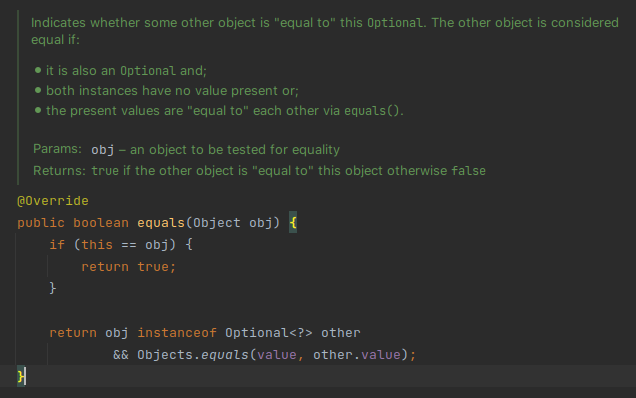 Indicates whether some other object is "equal to" this Optional. The other object is considered
equal if:
• it is also an Optional and;
• both instances have no value present or;
• the present values are "equal to" each other via equals().
Params: obj – an object to be tested for equality
Returns: true if the other object is "equal to" this object otherwise false
@Override
public boolean equals(Object obj) {
    if (this == obj) {
        return true;
    }
    return obj instanceof Optional<?> other
            && Objects.equals(value, other.value);
}